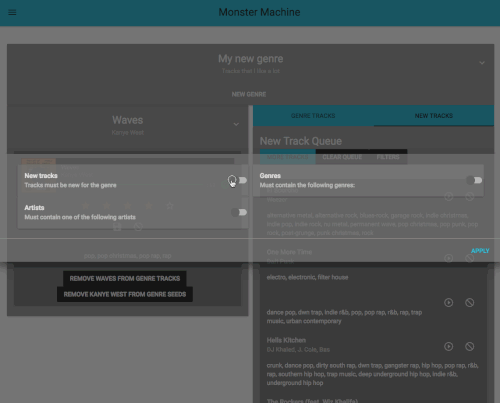 Monster Machine
My new genre
Tracks that I like a lot
NEW GENRE
Waves
Kanye West
GENRE TRACKS
NEW TRACKS
New Track Queue
CLEAR QUEUE
FILTERS
New tracks
Tracks must be new for the genre
Artists
Must contain one of the following artists
Genres
Must contain the following genres:
APPLY
REMOVE WAVES FROM GENRE TRACKS
REMOVE KANYE WEST FROM GENRE SEEDS
One More Time
electro, electronic, filter house
dance pop, dwn trap, indie r&b, pop, pop rap, r&b, rap, trap
music, urban contemporary
Hella Kitchen
DJ Khaled, J. Cole, Bas
crunk, dance pop, dirty south rap, dwn trap, gangster rap, hip hop, pop rap, r&b,
rap, southern hip hop, trap music, deep underground hip hop, indie r&b,
underground hip hop